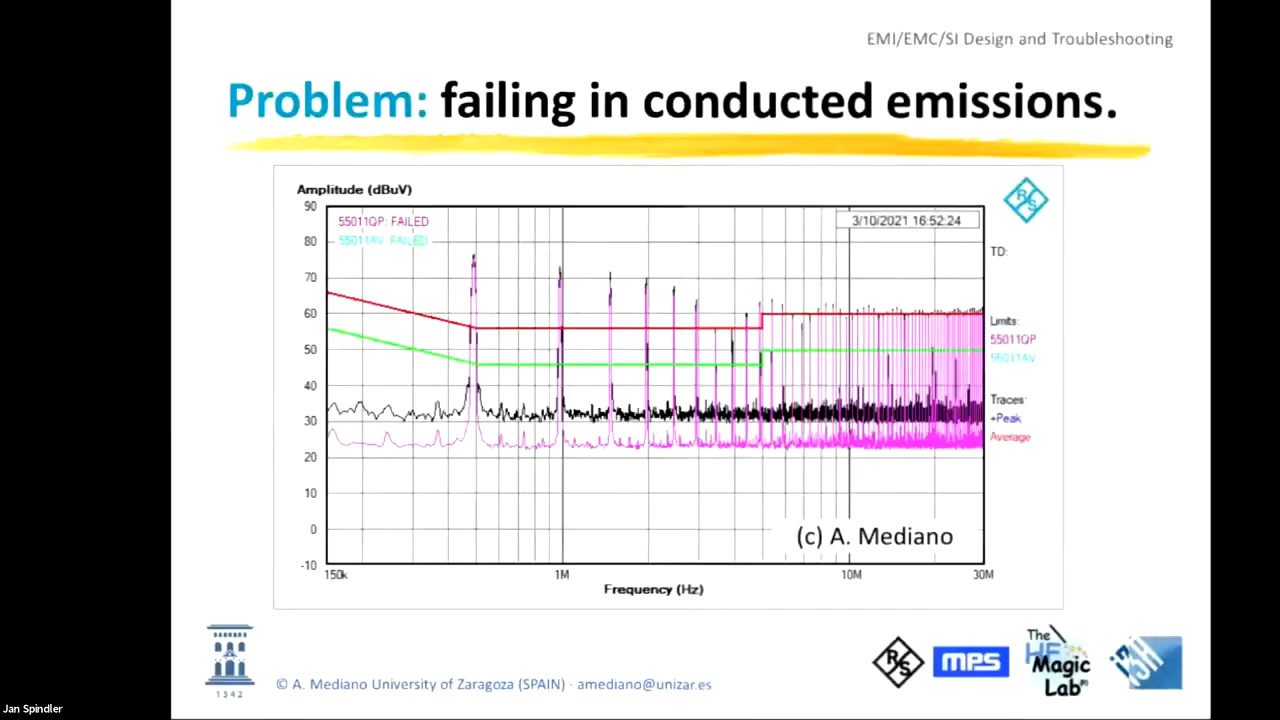 EMI/EMC/SI Design and Troubleshooting
Problem: failing in conducted emissions.
Amplitude (dBuV)
90
80
70
60
50
40
30
20
10
0
-10
55011QP: FAILED
55011AV: FAILED
3/10/2021 16:52:24
R S
TD:
Limits:
55011QP
55011AV
Traces:
+Peak
Average
(c) A. Mediano
150k
1M
10M
30M
Frequency (Hz)
1542
© A. Mediano University of Zaragoza (SPAIN) · amediano@unizar.es
R S
mps
The
HF
Magic
Lab
Jan Spindler